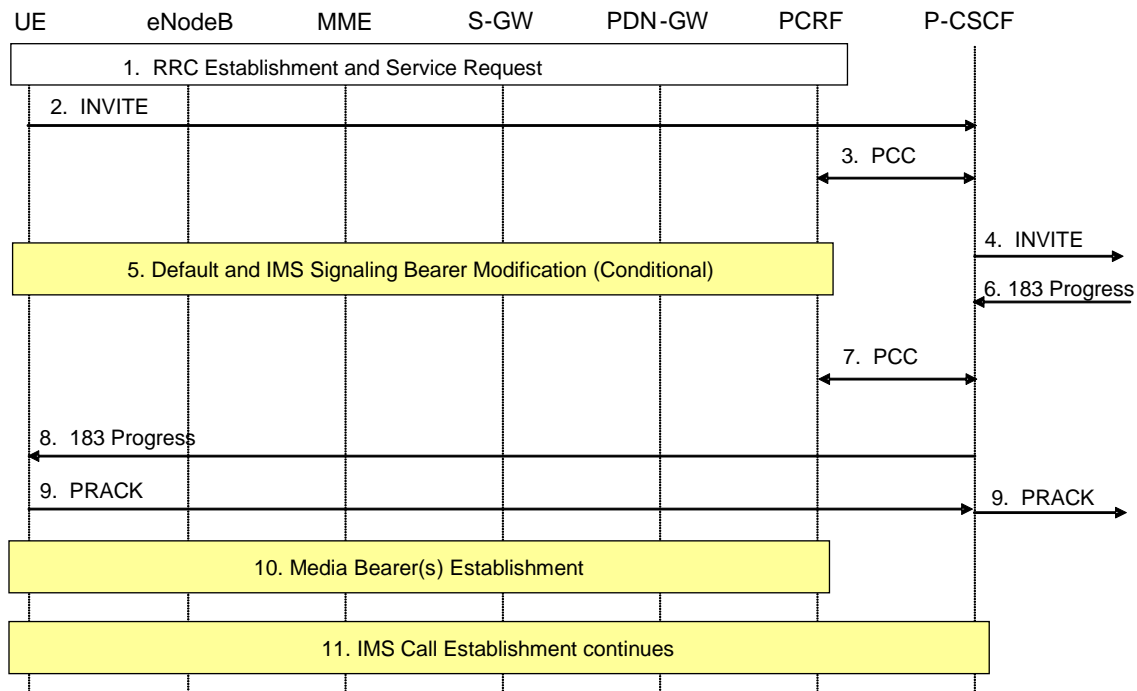 UE eNodeB MME S-GW PDN-GW PCRF P-CSCF
1. RRC Establishment and Service Request
2. INVITE
3. PCC
4. INVITE
5. Default and IMS Signaling Bearer Modification (Conditional)
6. 183 Progress
7. PCC
8. 183 Progress
9. PRACK
9. PRACK
10. Media Bearer(s) Establishment
11. IMS Call Establishment continues